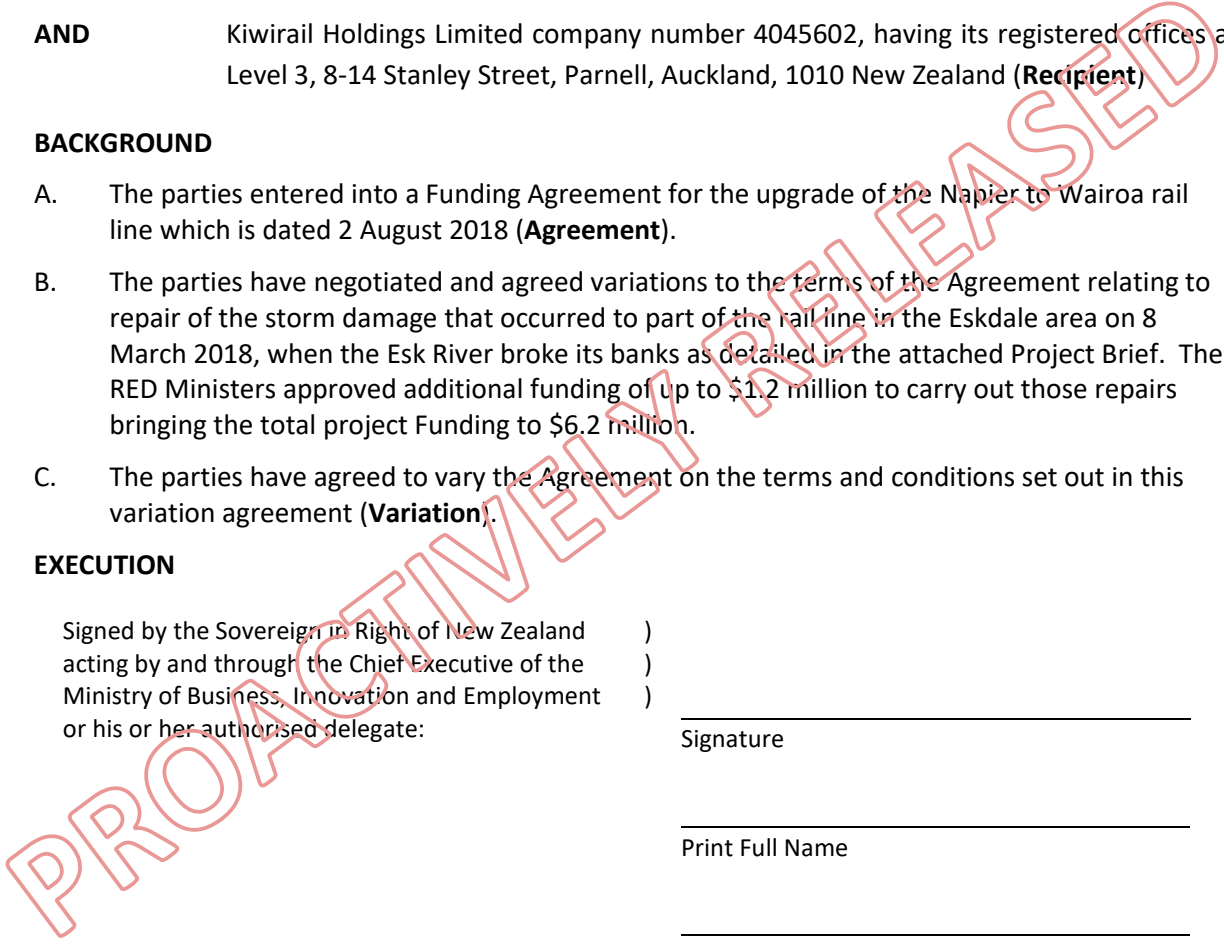 AND Kiwirail Holdings Limited company number 4045602, having its registered offices a
Level 3, 8-14 Stanley Street, Parnell, Auckland, 1010 New Zealand (Recipient)
BACKGROUND
A. The parties entered into a Funding Agreement for the upgrade of the Napier to Wairoa rail
line which is dated 2 August 2018 (Agreement).
B. The parties have negotiated and agreed variations to the terms of the Agreement relating to
repair of the storm damage that occurred to part of the rail line in the Eskdale area on 8
March 2018, when the Esk River broke its banks as detailed in the attached Project Brief. The
RED Ministers approved additional funding of up to $1.2 million to carry out those repairs
bringing the total project Funding to $6.2 million.
C. The parties have agreed to vary the Agreement on the terms and conditions set out in this
variation agreement (Variation).
EXECUTION
Signed by the Sovereign in Right of New Zealand )
acting by and through the Chief Executive of the )
Ministry of Business, Innovation and Employment )
or his or her authorised delegate:
Signature
Print Full Name
PROACTIVELY RELEASED